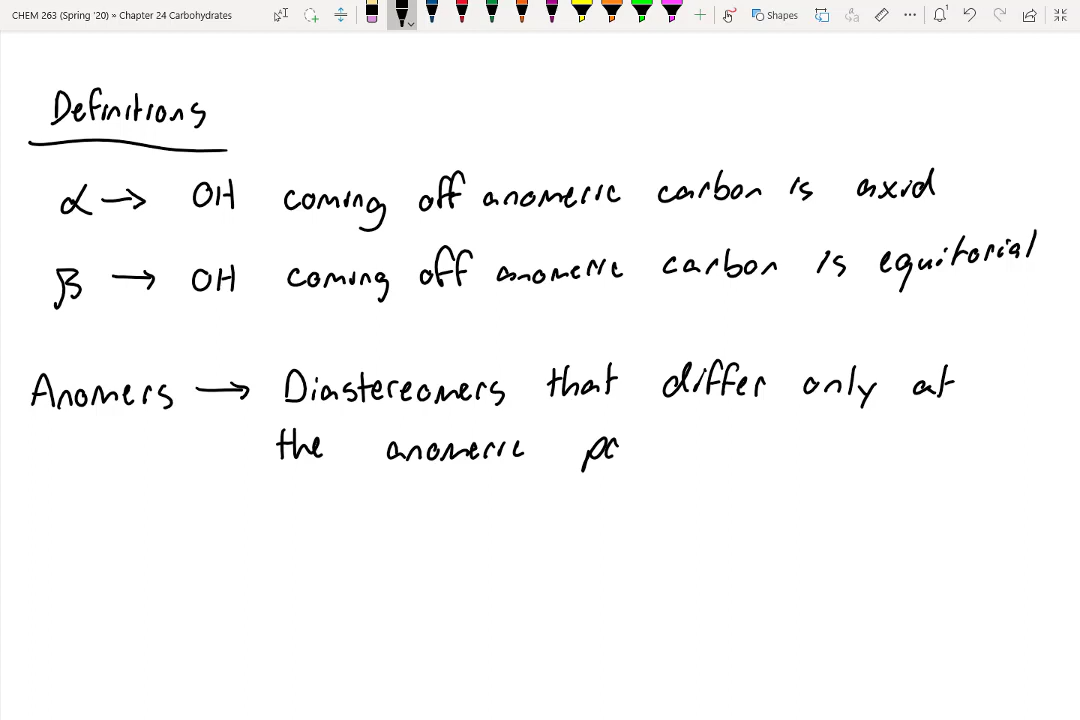 CHEM 263 (Spring '20) » Chapter 24 Carbohydrates
Shapes
Definitions
α → OH coming off anomeric carbon is axial
β → OH coming off anomeric carbon is equitorial
Anomers → Diastereomers that differ only at
the anomeric po